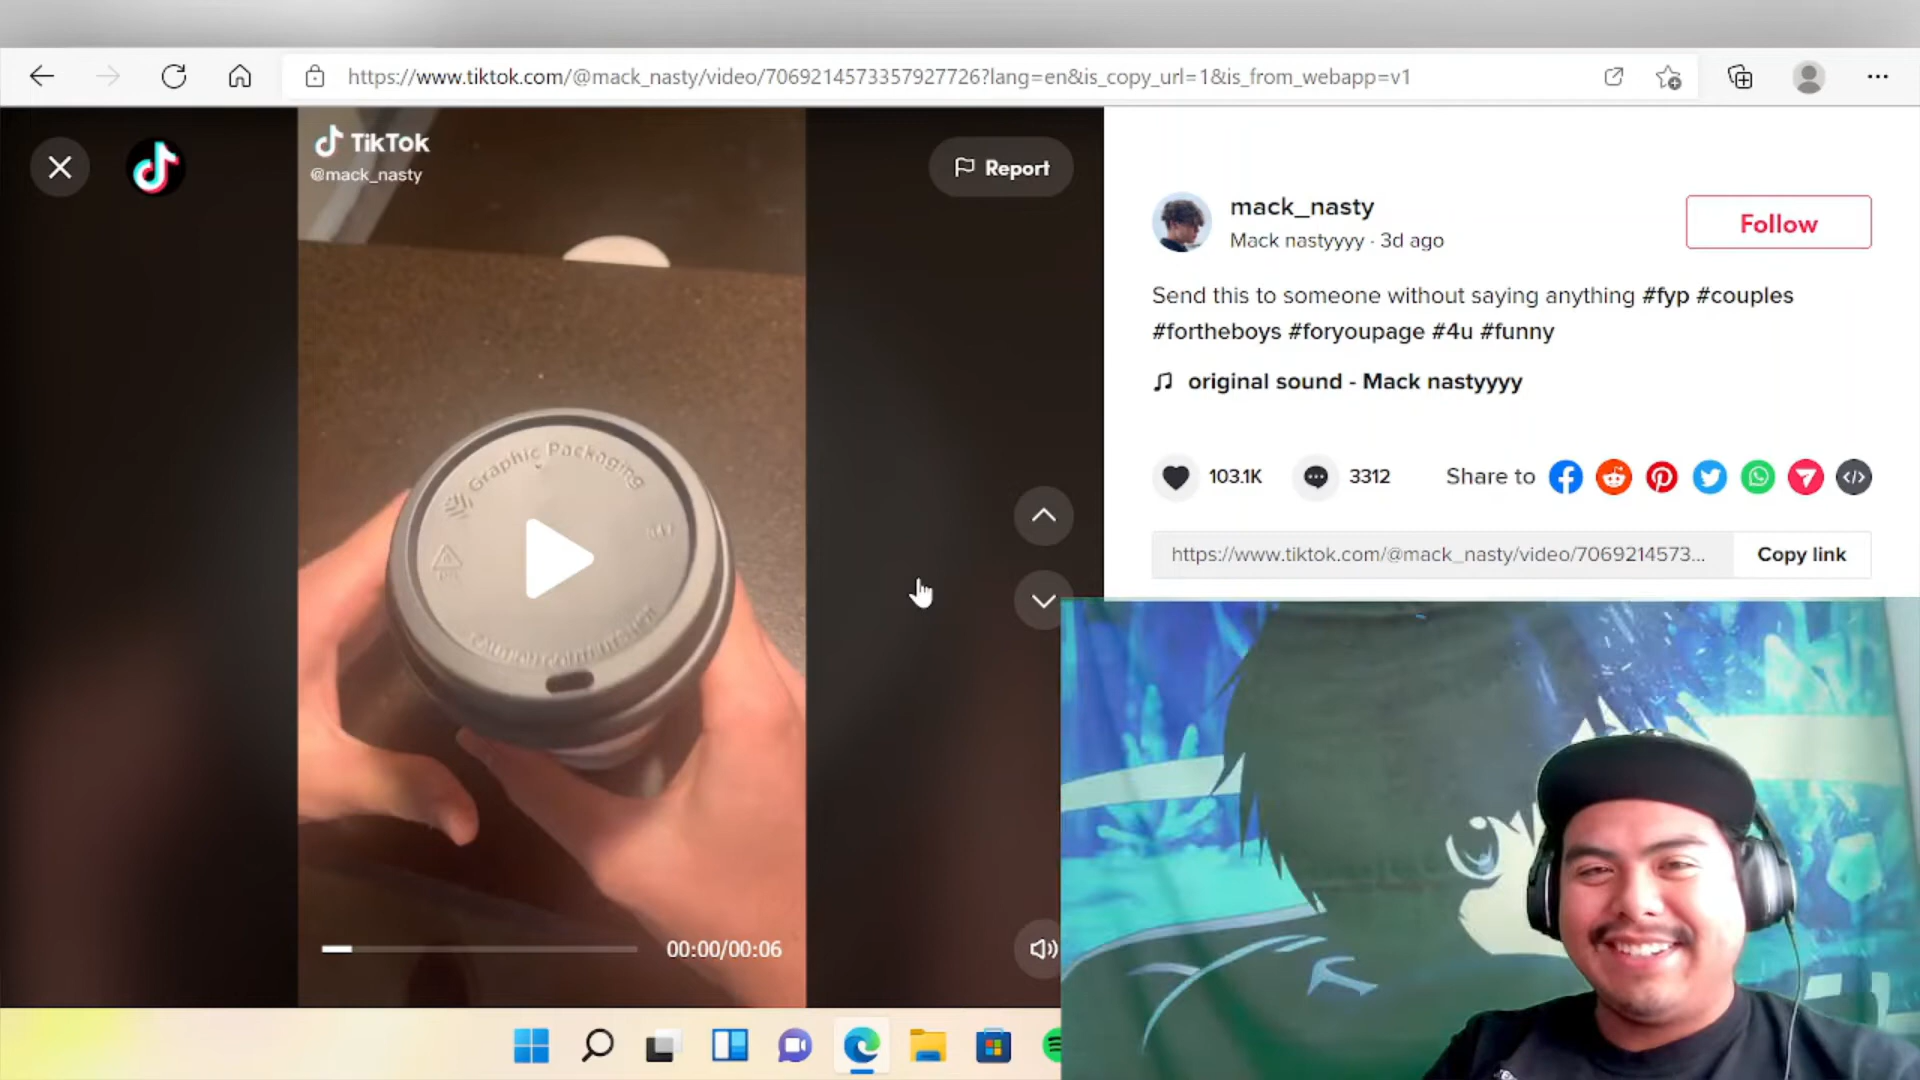 https://www.tiktok.com/@mack_nasty/video/7069214573357927726?lang=en&is_copy_url=1&is_from_webapp=v1
TikTok
@mack_nasty
Report
Graphic Packaging
00:00/00:06
mack_nasty
Mack nastyyyy · 3d ago
Follow
Send this to someone without saying anything #fyp #couples
#fortheboys #foryoupage #4u #funny
original sound - Mack nastyyyy
103.1K
3312
Share to
https://www.tiktok.com/@mack_nasty/video/7069214573...
Copy link